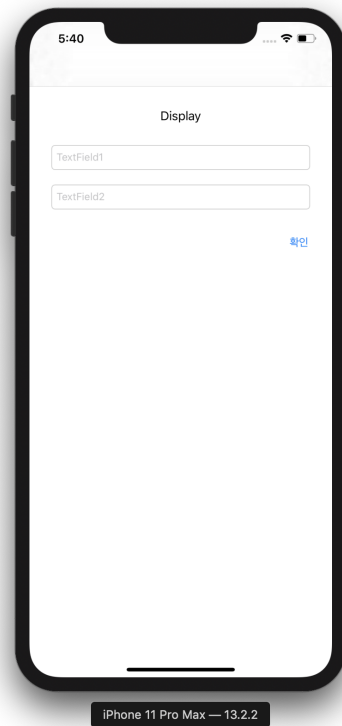 5:40
Display
TextField1
TextField2
확인
iPhone 11 Pro Max — 13.2.2